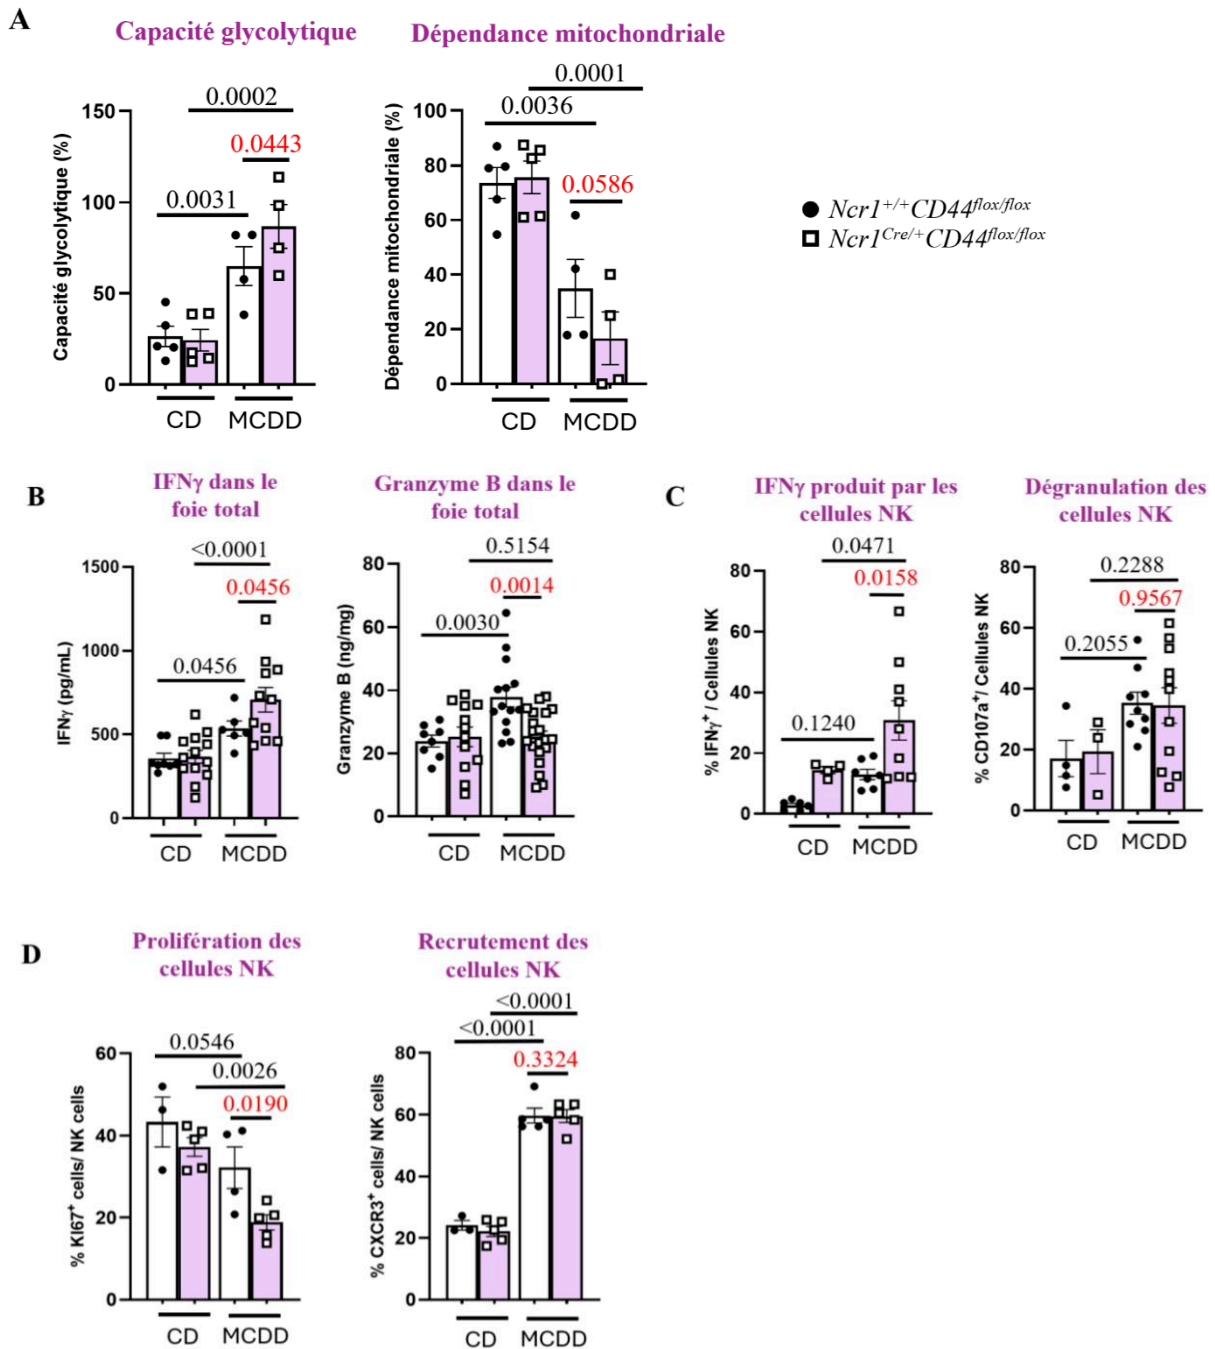 A
Capacité glycolytique
Dépendance mitochondriale
0.0002
0.0443
0.0031
150
100
50
0
Capacité glycolytique (%)
CD
MCDD
0.0001
0.0036
0.0586
100
80
60
40
20
0
Dépendance mitochondriale (%)
CD
MCDD
Ncr1+/+CD44flox/flox
Ncr1Cre/+CD44flox/flox
B
IFNγ dans le
foie total
<0.0001
0.0456
0.0456
1500
1000
500
0
IFNγ (pg/mL)
CD
MCDD
Granzyme B dans le
foie total
0.5154
0.0014
0.0030
80
60
40
20
0
Granzyme B (ng/mg)
CD
MCDD
C
IFNγ produit par les
cellules NK
0.0471
0.0158
0.1240
80
60
40
20
0
% IFNγ+ / Cellules NK
CD
MCDD
Dégranulation des
cellules NK
0.2288
0.9567
0.2055
80
60
40
20
0
% CD107a+/ Cellules NK
CD
MCDD
D
Prolifération des
cellules NK
0.0546
0.0026
0.0190
60
40
20
0
% KI67+ cells/ NK cells
CD
MCDD
Recrutement des
cellules NK
<0.0001
<0.0001
0.3324
80
60
40
20
0
% CXCR3+ cells/ NK cells
CD
MCDD